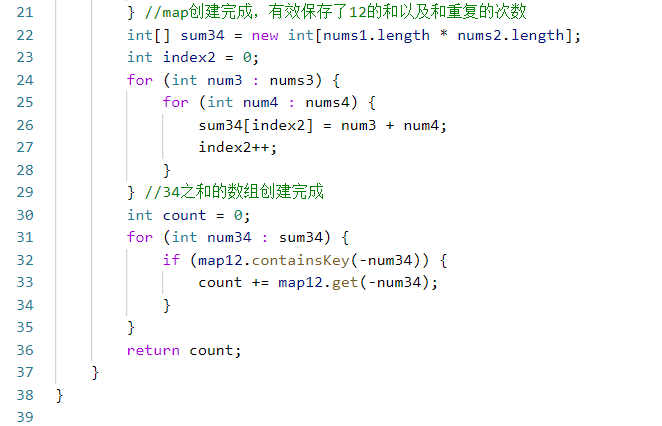 21 } //map创建完成，有效保存了12的和以及和重复的次数
22 int[] sum34 = new int[nums1.length * nums2.length];
23 int index2 = 0;
24 for (int num3 : nums3) {
25 for (int num4 : nums4) {
26 sum34[index2] = num3 + num4;
27 index2++;
28 }
29 } //34之和的数组创建完成
30 int count = 0;
31 for (int num34 : sum34) {
32 if (map12.containsKey(-num34)) {
33 count += map12.get(-num34);
34 }
35 }
36 return count;
37 }
38 }
39